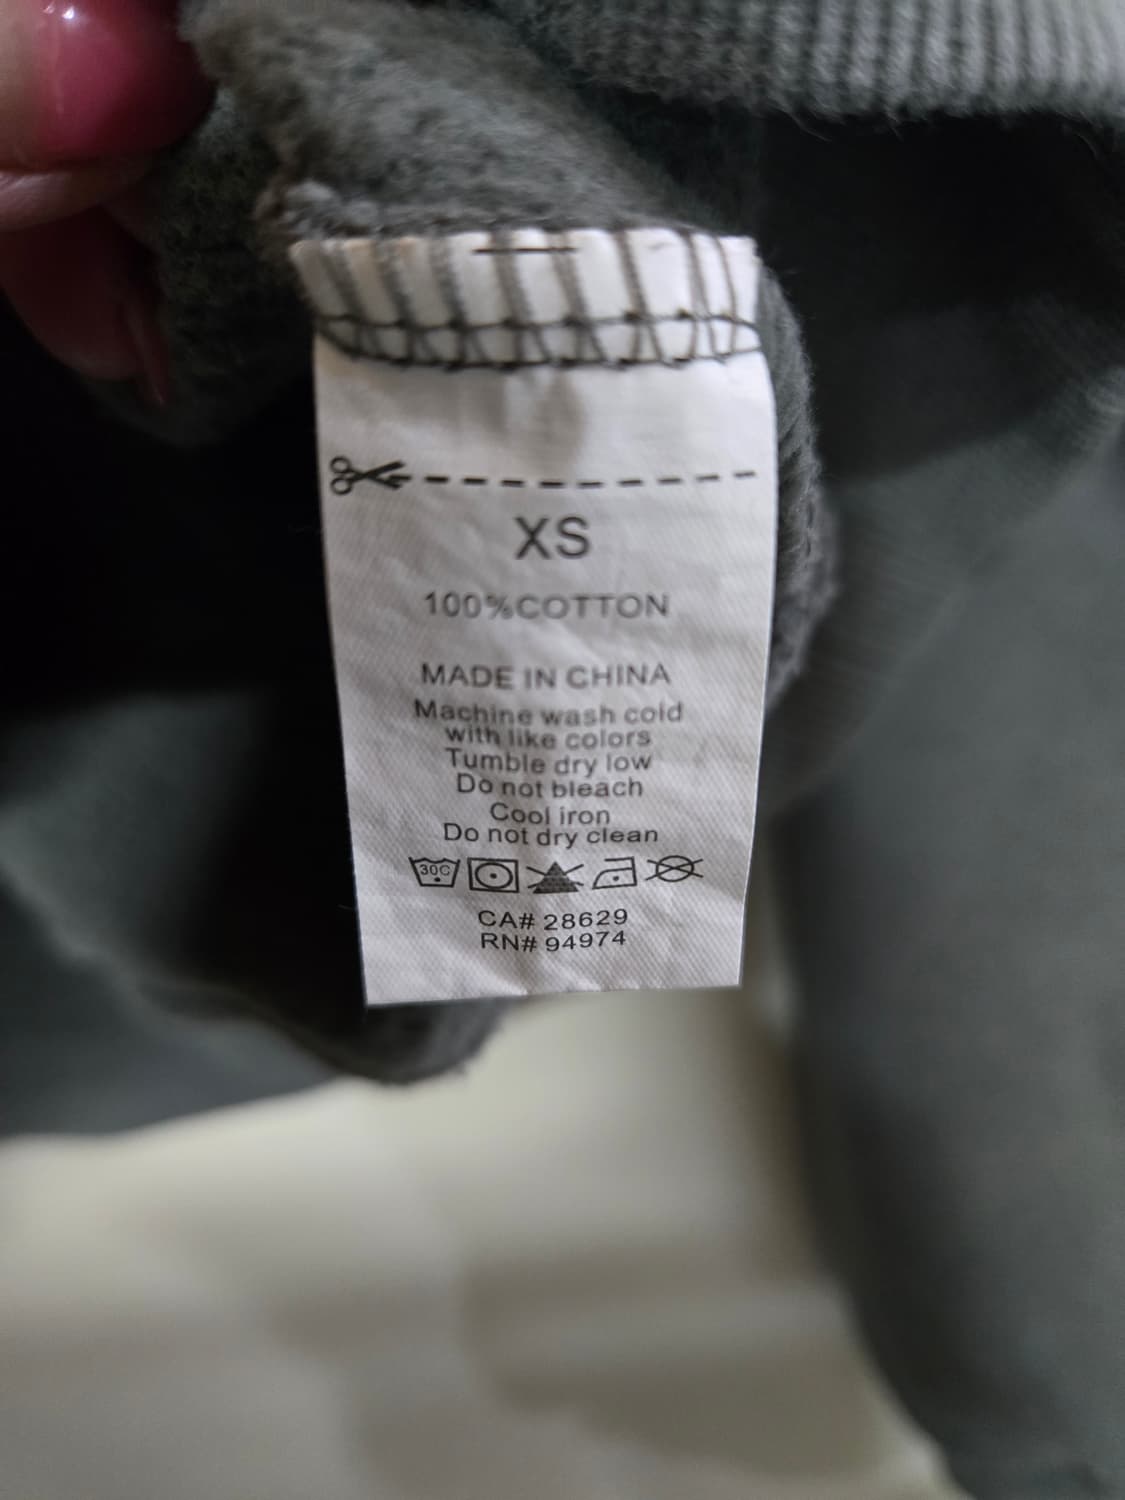 XS
100%COTTON
MADE IN CHINA
Machine wash cold
with like colors
Tumble dry low
Do not bleach
Cool iron
Do not dry clean
30C
CA# 28629
RN# 94974